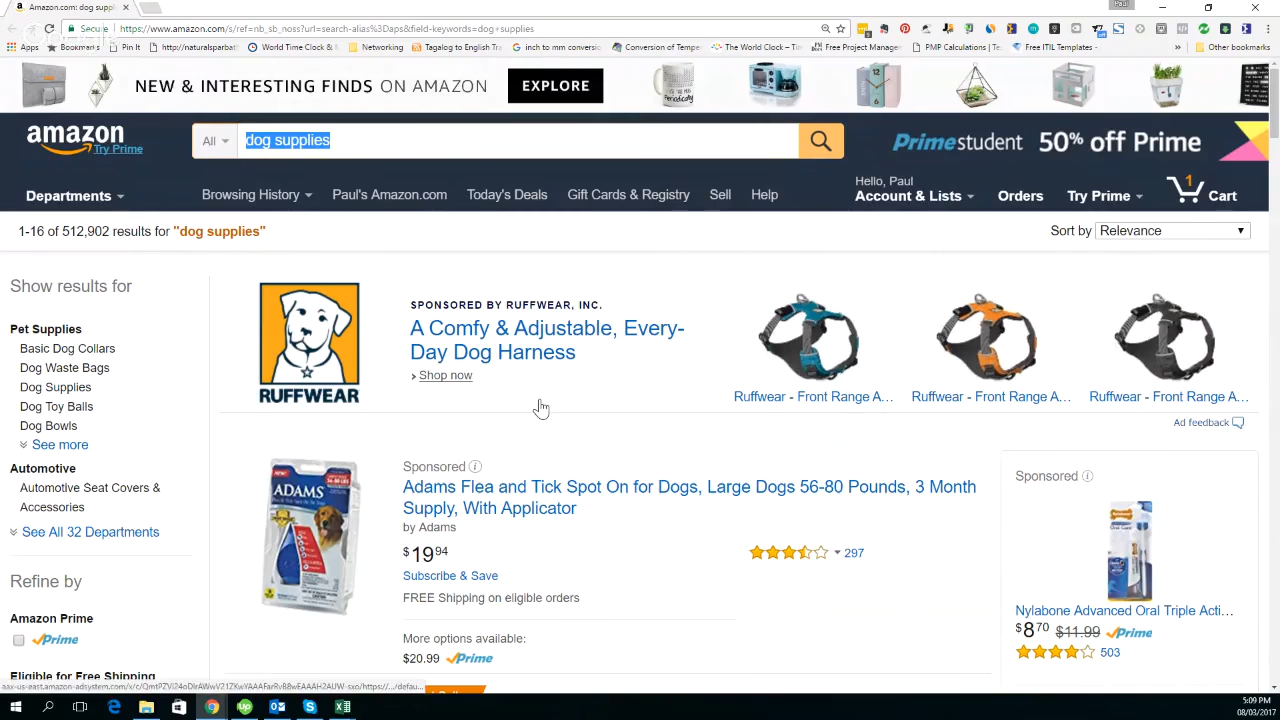 Amazon.com: dog suppl
Paul
Secure
https://www.amazon.com/s/ref=nb_sb_noss?url=search-alias%3Daps&field-keywords=dog+supplies
Apps
Bookmarks
Pin It
http://naturalsparbat
World Time Clock &
Networking
Tagalog to English Tra
inch to mm conversi
Conversion of Temper
The World Clock – Ti
Free Project Manager
PMP Calculations | Te
Free ITIL Templates -
»
Other bookmarks
NEW & INTERESTING FINDS ON AMAZON
EXPLORE
amazon
Try Prime
All
dog supplies
Prime student 50% off Prime
Departments
Browsing History
Paul's Amazon.com
Today's Deals
Gift Cards & Registry
Sell
Help
Hello, Paul
Account & Lists
Orders
Try Prime
1
Cart
1-16 of 512,902 results for "dog supplies"
Sort by Relevance
Show results for
Pet Supplies
Basic Dog Collars
Dog Waste Bags
Dog Supplies
Dog Toy Balls
Dog Bowls
See more
Automotive
Automotive Seat Covers &
Accessories
See All 32 Departments
Refine by
Amazon Prime
Prime
Eligible for Free Shipping
RUFFWEAR
SPONSORED BY RUFFWEAR, INC.
A Comfy & Adjustable, Every-
Day Dog Harness
› Shop now
Ruffwear - Front Range A...
Ruffwear - Front Range A...
Ruffwear - Front Range A...
Ad feedback
ADAMS
Sponsored
Adams Flea and Tick Spot On for Dogs, Large Dogs 56-80 Pounds, 3 Month
Supply, With Applicator
by Adams
$19 94
297
Subscribe & Save
FREE Shipping on eligible orders
More options available:
$20.99 Prime
Sponsored
Nylabone Advanced Oral Triple Acti...
$8 70 $11.99 Prime
503
5:09 PM
08/03/2017